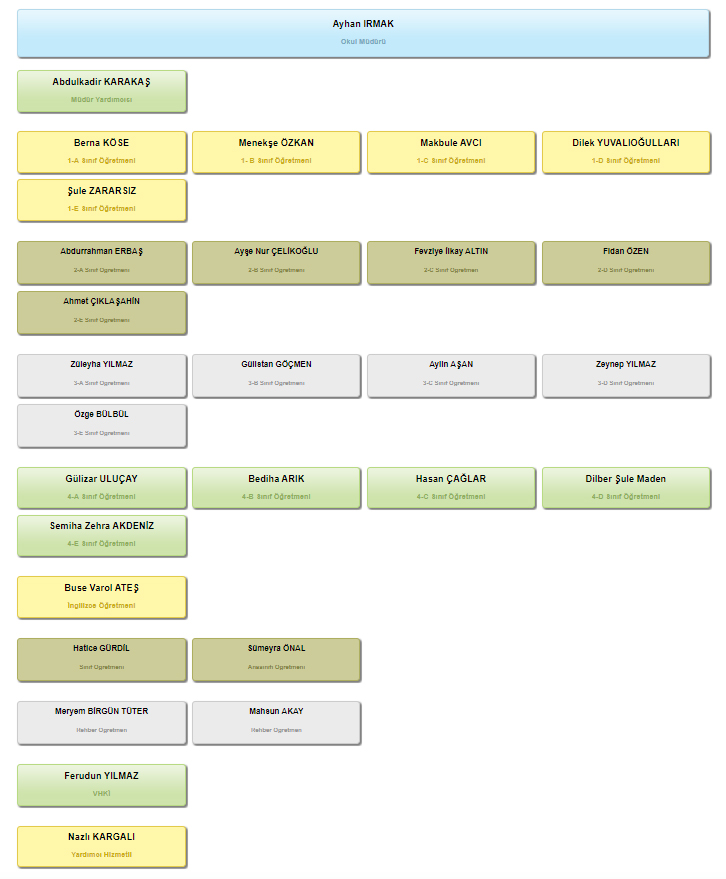 Ayhan IRMAK
Okul Müdürü
Abdulkadir KARAKAŞ
Müdür Yardımcısı
Berna KÖSE
1-A Sınıf Öğretmeni
Menekşe ÖZKAN
1- B Sınıf Öğretmeni
Makbule AVCI
1-C Sınıf Öğretmeni
Dilek YUVALIOĞULLARI
1-D Sınıf Öğretmeni
Şule ZARARSIZ
1-E Sınıf Öğretmeni
Abdurrahman ERBAŞ
2-A Sınıf Öğretmeni
Ayşe Nur ÇELİKOĞLU
2-B Sınıf Öğretmeni
Fevziye İlkay ALTIN
2-C Sınıf Öğretmeni
Fidan ÖZEN
2-D Sınıf Öğretmeni
Ahmet ÇIKLAŞAHİN
2-E Sınıf Öğretmeni
Züleyha YILMAZ
3-A Sınıf Öğretmeni
Gülistan GÖÇMEN
3-B Sınıf Öğretmeni
Aylin AŞAN
3-C Sınıf Öğretmeni
Zeynep YILMAZ
3-D Sınıf Öğretmeni
Özge BÜLBÜL
3-E Sınıf Öğretmeni
Gülizar ULUÇAY
4-A Sınıf Öğretmeni
Bediha ARIK
4-B Sınıf Öğretmeni
Hasan ÇAĞLAR
4-C Sınıf Öğretmeni
Dilber Şule Maden
4-D Sınıf Öğretmeni
Semiha Zehra AKDENİZ
4-E Sınıf Öğretmeni
Buse Varol ATEŞ
İngilizce Öğretmeni
Hatice GÜRDİL
Sınıf Öğretmeni
Sümeyra ÖNAL
Anasınıfı Öğretmeni
Meryem BİRGÜN TÜTER
Rehber Öğretmen
Mahsun AKAY
Rehber Öğretmen
Ferudun YILMAZ
VHKİ
Nazlı KARGALI
Yardımcı Hizmetli